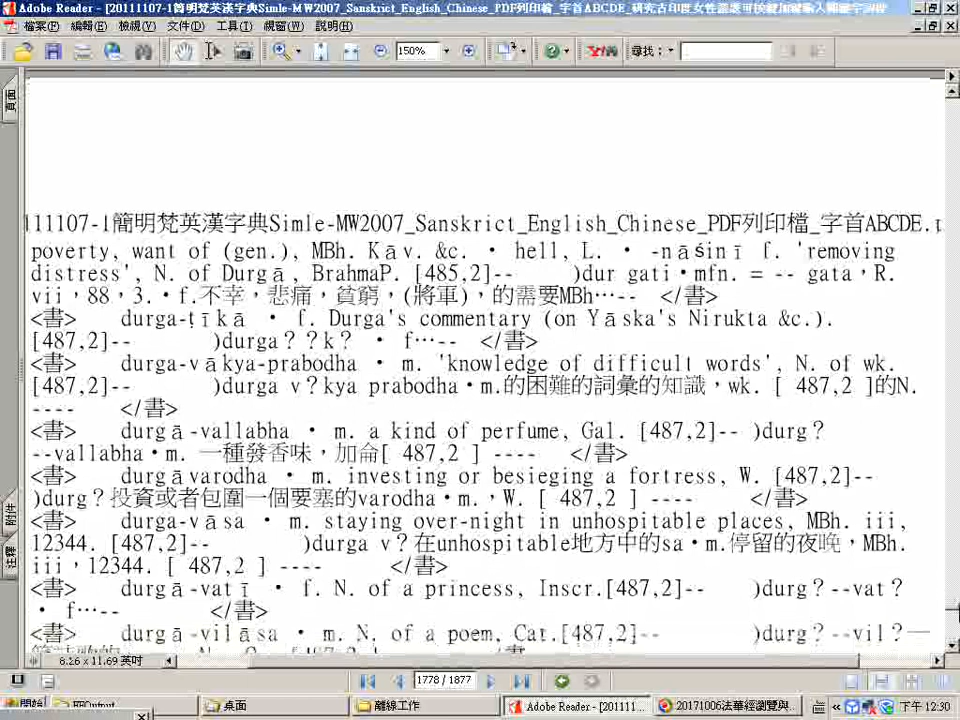 Adobe Reader - [20111107-1簡明梵英漢字典Simle-MW2007_Sanskrict_English_Chinese_PDF列印檔_字首ABCDE_
檔案(F) 編輯(E) 檢視(V) 文件(D) 工具(T) 視窗(W) 說明(H)
150% 尋找:
頁面
111107-1簡明梵英漢字典Simle-MW2007_Sanskrict_English_Chinese_PDF列印檔_字首ABCDE.
poverty, want of (gen.), MBh. Kāv. &c. • hell, L. • -nāśinī f. 'removing
distress', N. of Durgā, BrahmaP. [485,2]-- )dur gati•mfn. = -- gata，R.
vii，88，3.•f.不幸，悲痛，貧窮，(將軍)，的需要MBh…-- </書>
<書> durga-ṭīkā • f. Durga's commentary (on Yāska's Nirukta &c.).
[487,2]-- )durga？?k？ • f…-- </書>
<書> durga-vākya-prabodha • m. 'knowledge of difficult words', N. of wk.
[487,2]-- )durga v？kya prabodha•m.的困難的詞彙的知識，wk. [ 487,2 ]的N.
---- </書>
<書> durgā-vallabha • m. a kind of perfume, Gal. [487,2]-- )durg？
--vallabha•m. 一種發香味，加侖[ 487,2 ] ---- </書>
<書> durgāvarodha • m. investing or besieging a fortress, W. [487,2]--
)durg？投資或者包圍一個要塞的varodha•m.，W. [ 487,2 ] ---- </書>
<書> durga-vāsa • m. staying over-night in unhospitable places, MBh. iii,
12344. [487,2]-- )durga v？在unhospitable地方中的sa•m.停留的夜晚，MBh.
iii，12344. [ 487,2 ] ---- </書>
<書> durgā-vatī • f. N. of a princess, Inscr.[487,2]-- )durg？--vat？
• f…-- </書>
<書> durgā-vilāsa • m. N. of a poem, Cat.[487,2]-- )durg？--vil？—
附件
註釋
8.26 x 11.69 英吋
1778 / 1877
開始 桌面 離線工作 Adobe Reader - [201111... 20171006法華經瀏覽與... 下午 12:30